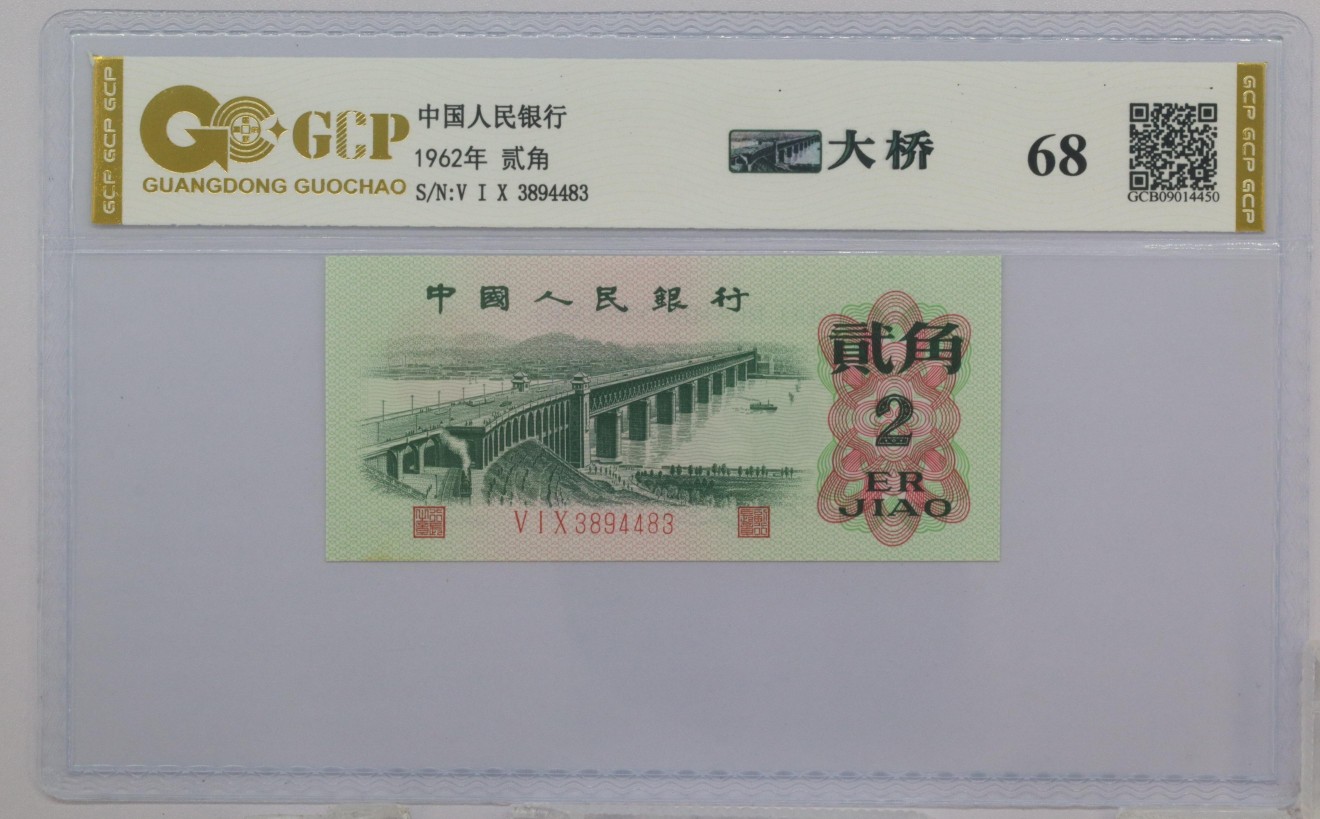 GCP GCP GCP
GCP
GUANGDONG GUOCHAO
中国人民银行
1962年 贰角
S/N:V I X 3894483
大桥
68
GCB09014450
GCP GCP GCP
中國人民銀行
貳角
2
ER
JIAO
V I X 3894483